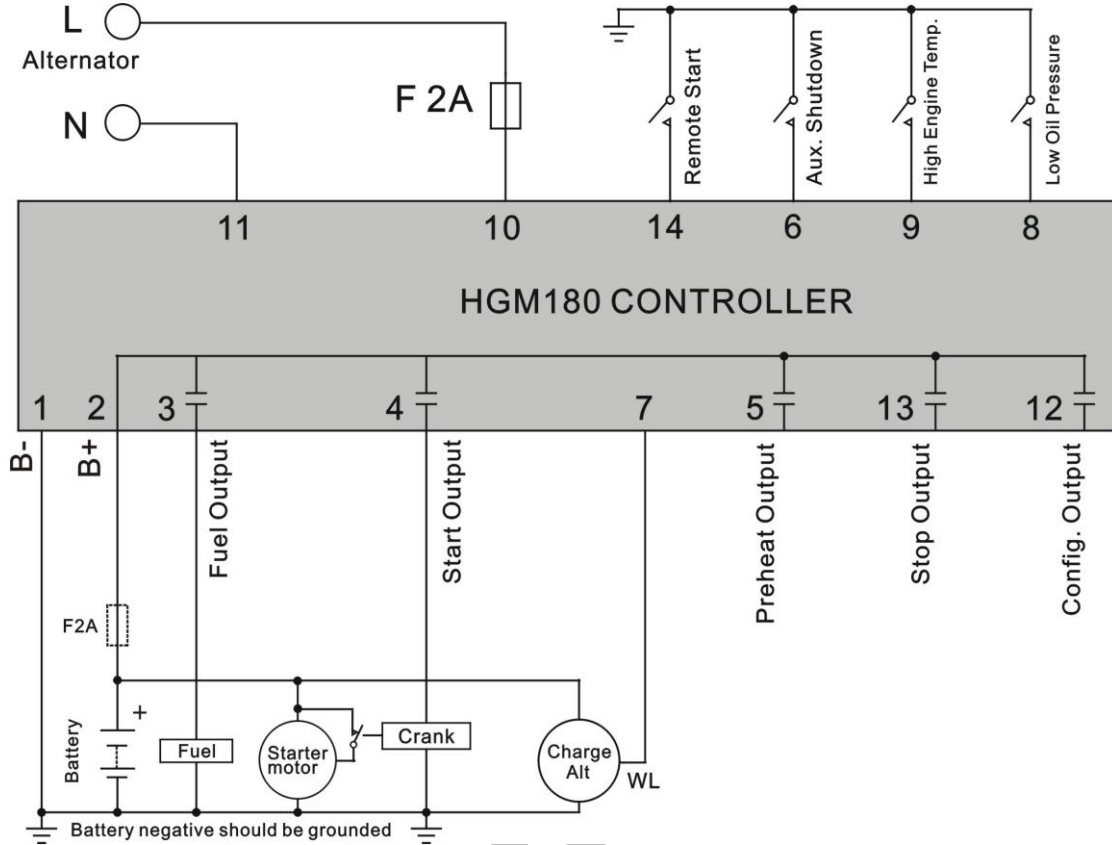 L
Alternator
N
F 2A
Remote Start
Aux. Shutdown
High Engine Temp.
Low Oil Pressure
11
10
14
6
9
8
HGM180 CONTROLLER
1
2
3
4
7
5
13
12
B-
B+
Fuel Output
Start Output
Preheat Output
Stop Output
Config. Output
F2A
+
Battery
Fuel
Starter
motor
Crank
Charge
Alt
WL
Battery negative should be grounded